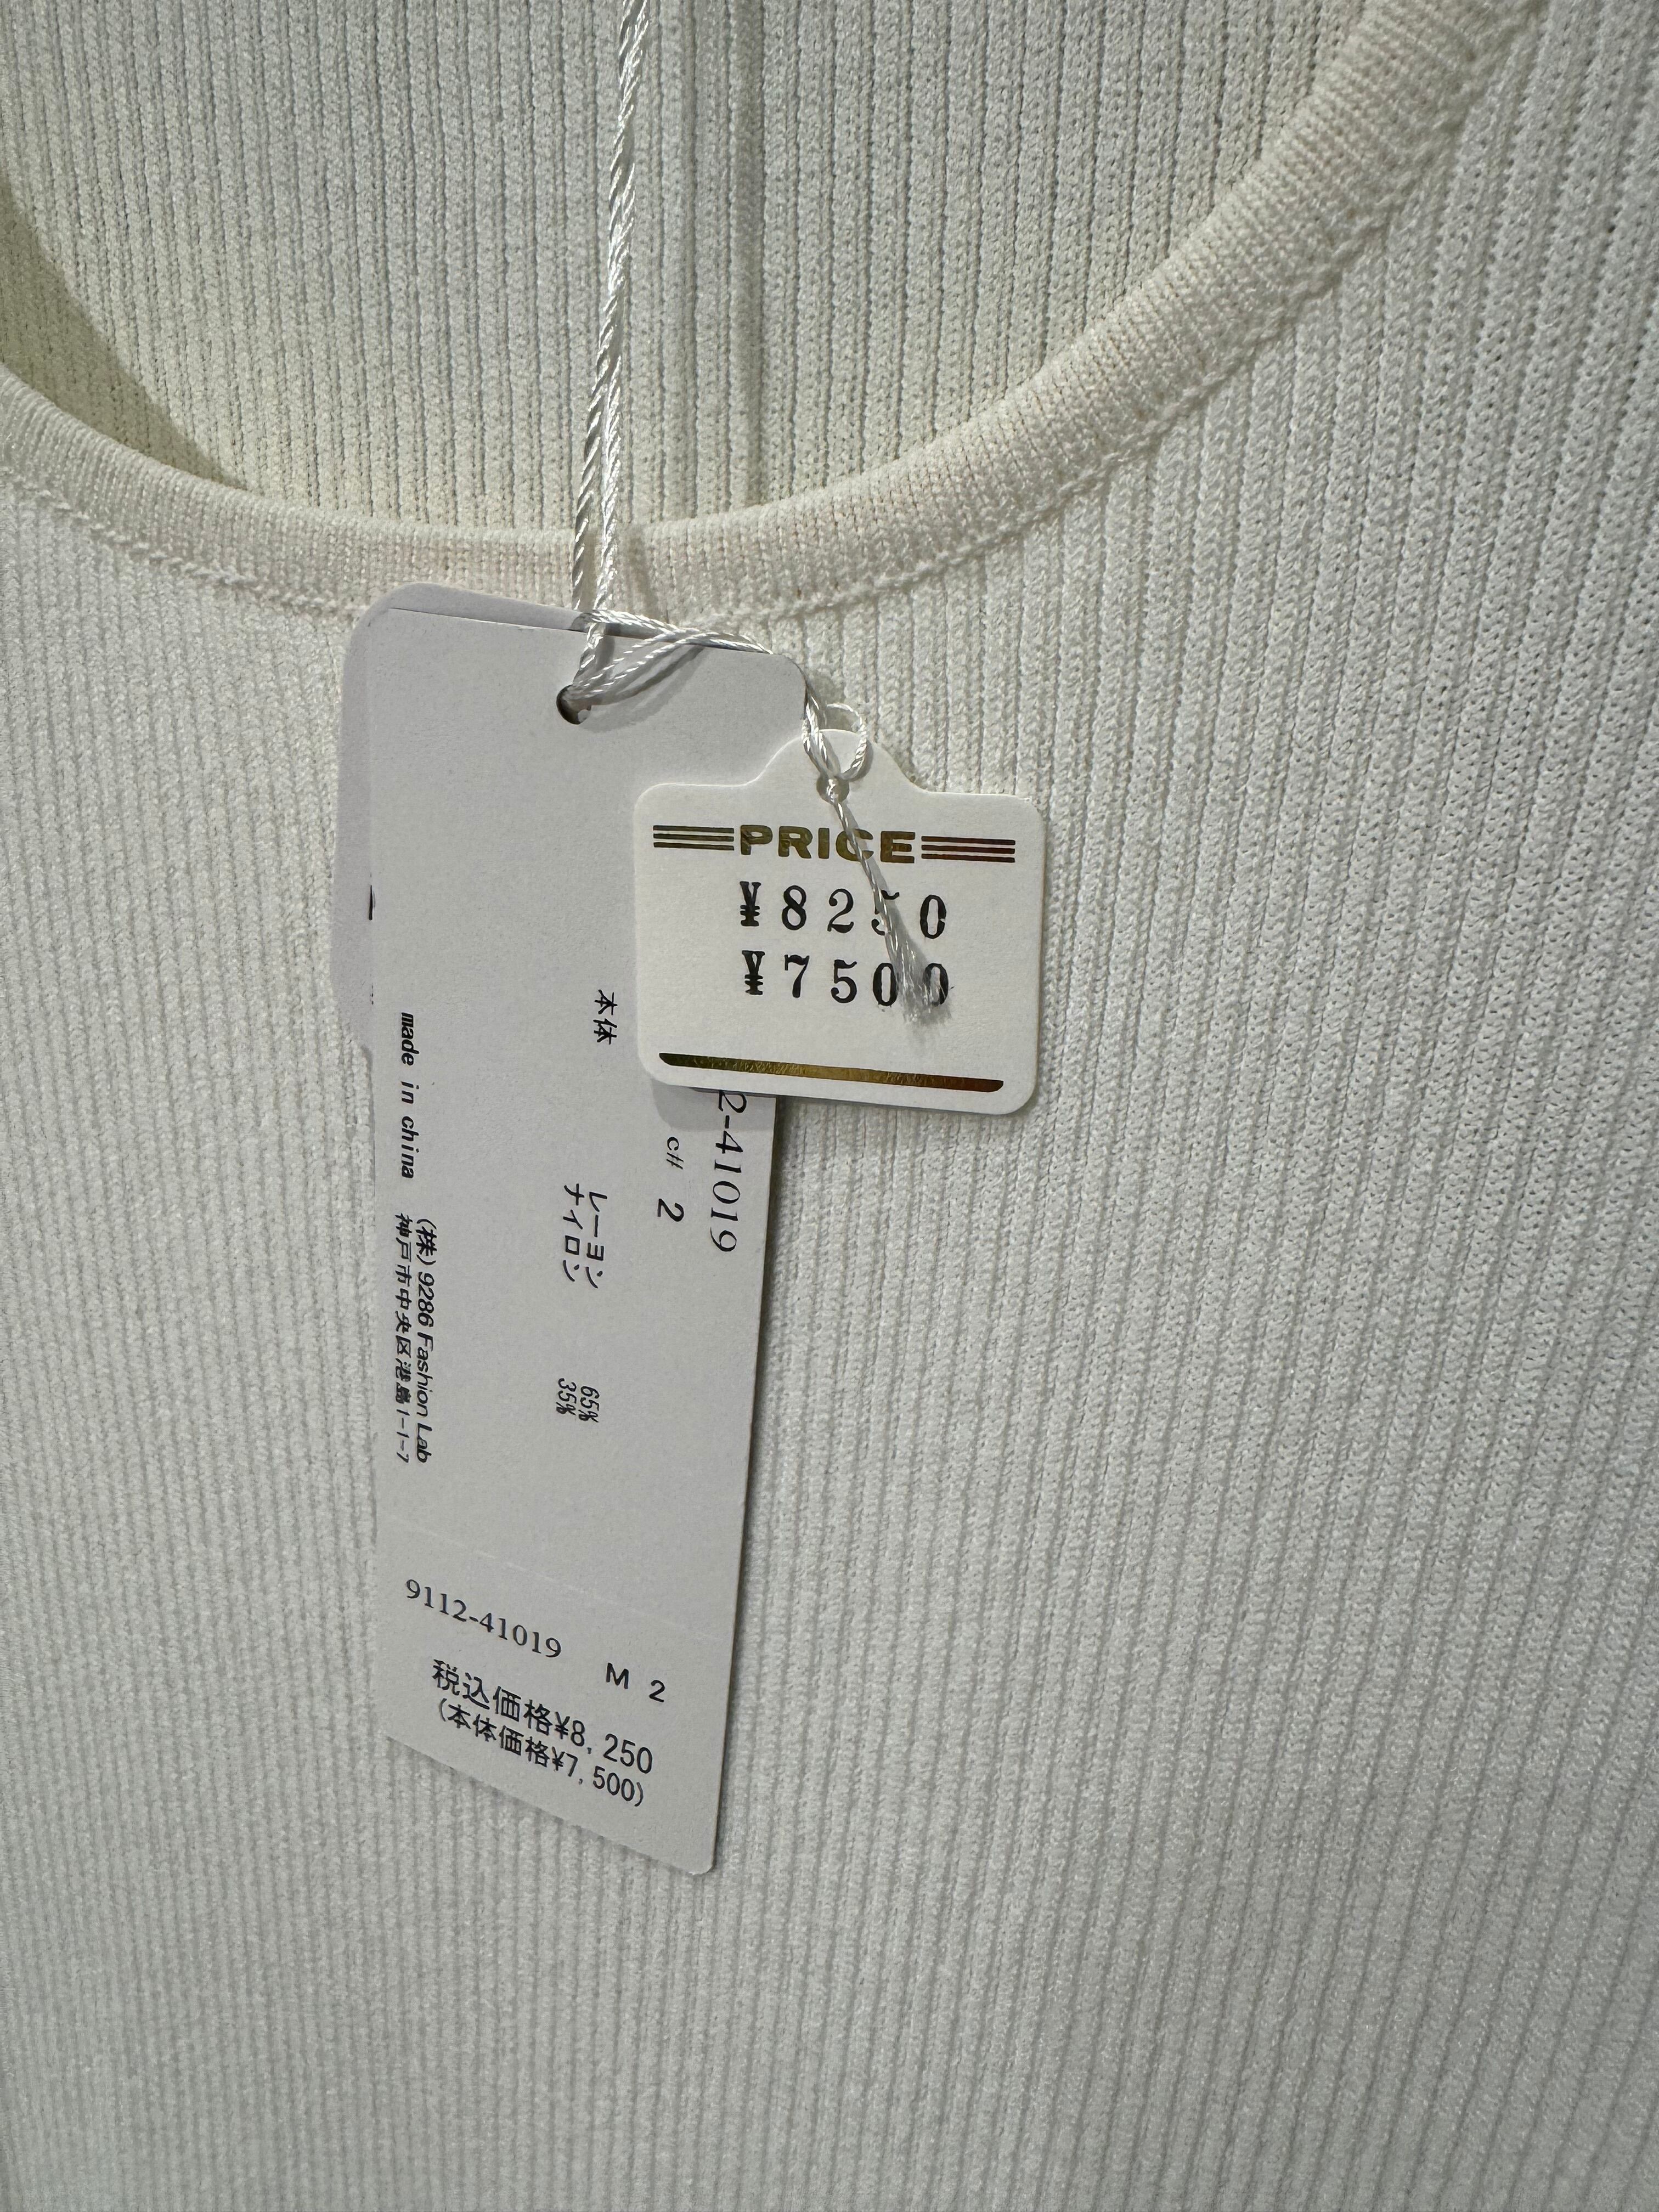 PRICE
¥8250
¥7500
2-41019
c# 2
本体
レーヨン 65%
ナイロン 35%
made in china
(株)9286 Fashion Lab
神戸市中央区港島1-1-7
9112-41019
M 2
税込価格¥8,250
(本体価格¥7,500)